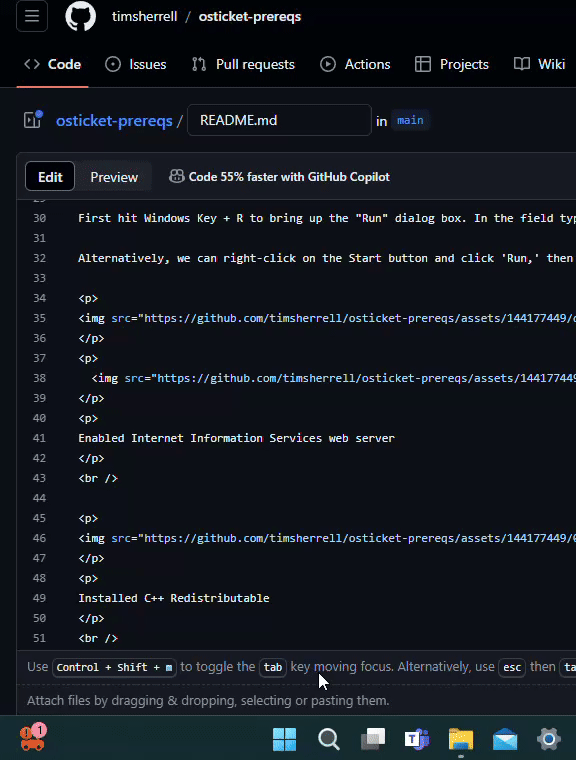 timsherrell / osticket-prereqs
Code Issues Pull requests Actions Projects Wiki
osticket-prereqs / README.md in main
Edit Preview Code 55% faster with GitHub Copilot
29
30 First hit Windows Key + R to bring up the "Run" dialog box. In the field typ
31
32 Alternatively, we can right-click on the Start button and click 'Run,' then
33
34 <p>
35 <img src="https://github.com/timsherrell/osticket-prereqs/assets/144177449/
36 </p>
37 <p>
38 <img src="https://github.com/timsherrell/osticket-prereqs/assets/144177449
39 </p>
40 <p>
41 Enabled Internet Information Services web server
42 </p>
43 <br />
44
45 <p>
46 <img src="https://github.com/timsherrell/osticket-prereqs/assets/144177449/
47 </p>
48 <p>
49 Installed C++ Redistributable
50 </p>
51 <br />
Use Control + Shift + m to toggle the tab key moving focus. Alternatively, use esc then ta
Attach files by dragging & dropping, selecting or pasting them.
1